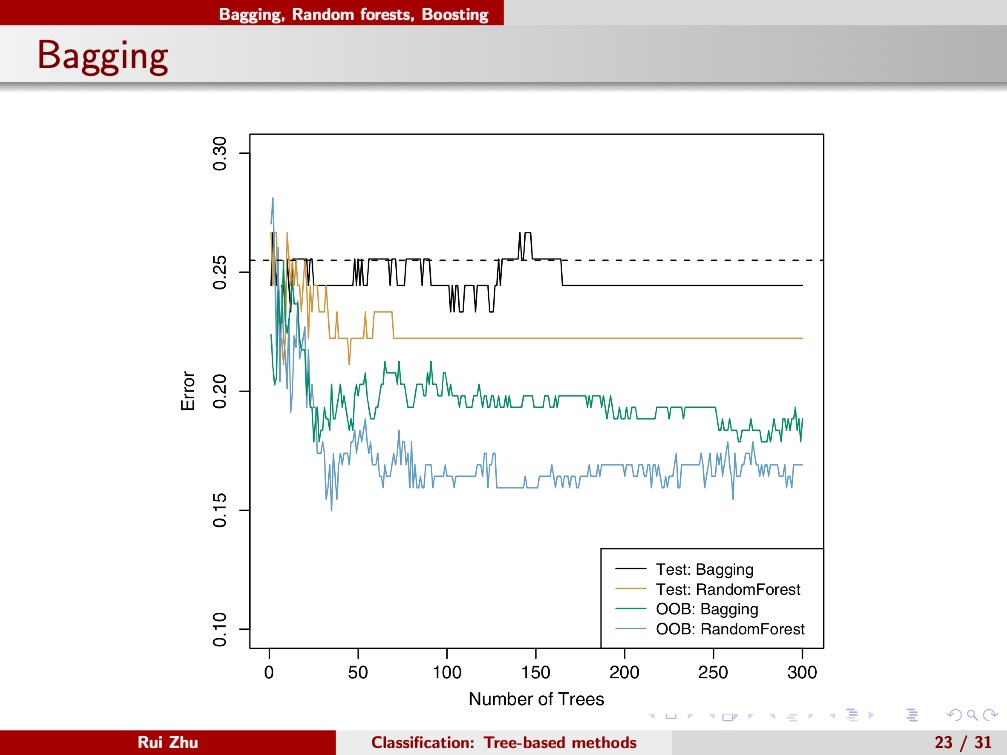 Bagging, Random forests, Boosting
Bagging
0.30
0.25
0.20
0.15
0.10
Error
Test: Bagging
Test: RandomForest
OOB: Bagging
OOB: RandomForest
0 50 100 150 200 250 300
Number of Trees
Rui Zhu Classification: Tree-based methods 23 / 31